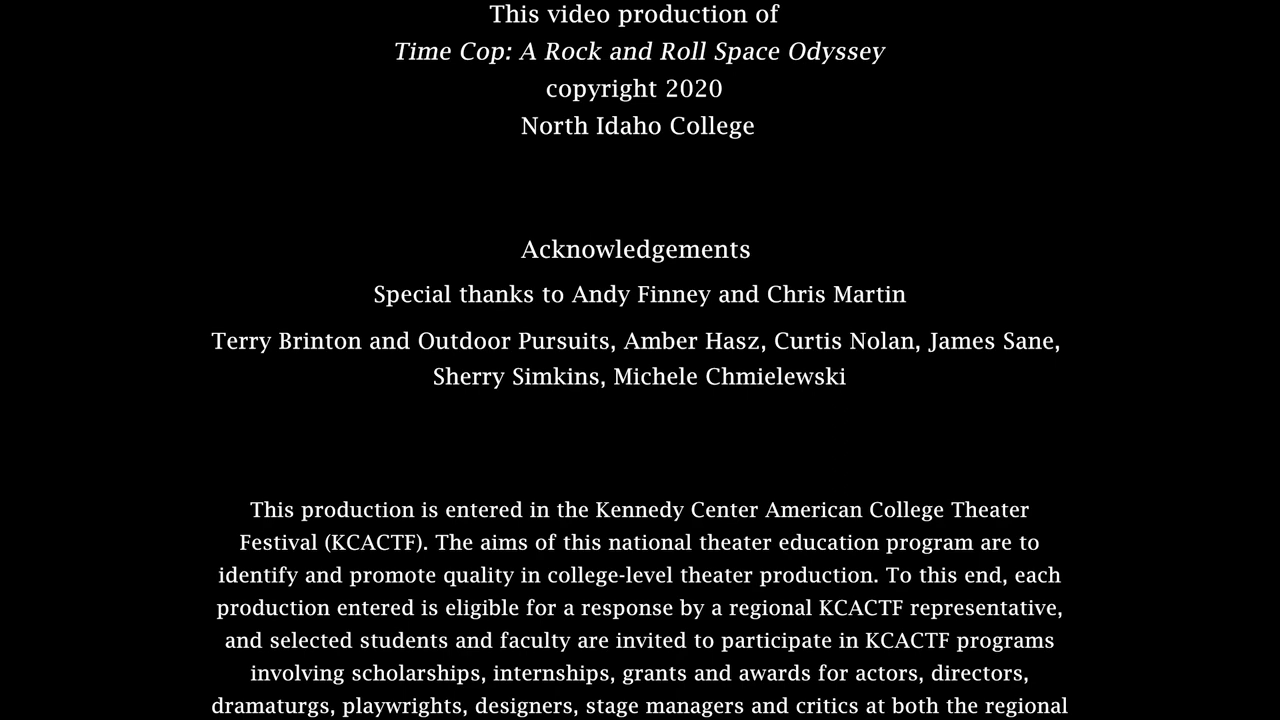 This video production of
Time Cop: A Rock and Roll Space Odyssey
copyright 2020
North Idaho College
Acknowledgements
Special thanks to Andy Finney and Chris Martin
Terry Brinton and Outdoor Pursuits, Amber Hasz, Curtis Nolan, James Sane,
Sherry Simkins, Michele Chmielewski
This production is entered in the Kennedy Center American College Theater
Festival (KCACTF). The aims of this national theater education program are to
identify and promote quality in college-level theater production. To this end, each
production entered is eligible for a response by a regional KCACTF representative,
and selected students and faculty are invited to participate in KCACTF programs
involving scholarships, internships, grants and awards for actors, directors,
dramaturgs, playwrights, designers, stage managers and critics at both the regional